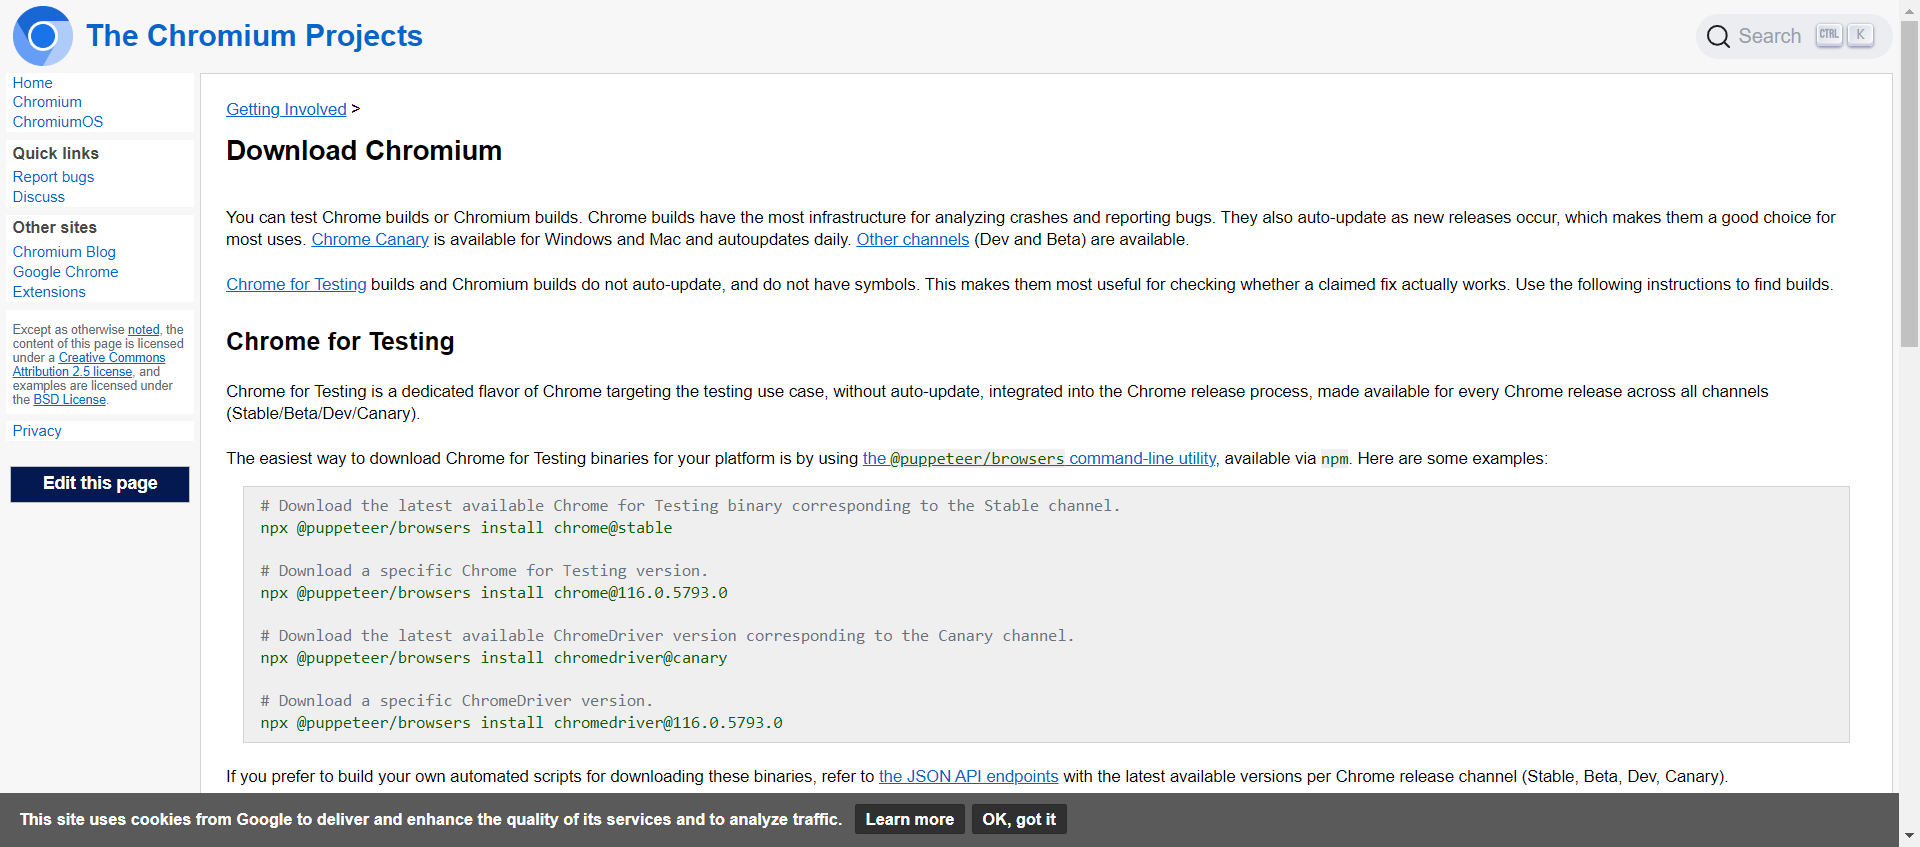 The Chromium Projects
Search CTRL K
Home
Chromium
ChromiumOS
Quick links
Report bugs
Discuss
Other sites
Chromium Blog
Google Chrome
Extensions
Except as otherwise noted, the
content of this page is licensed
under a Creative Commons
Attribution 2.5 license, and
examples are licensed under
the BSD License.
Privacy
Edit this page
Getting Involved >
Download Chromium
You can test Chrome builds or Chromium builds. Chrome builds have the most infrastructure for analyzing crashes and reporting bugs. They also auto-update as new releases occur, which makes them a good choice for
most uses. Chrome Canary is available for Windows and Mac and autoupdates daily. Other channels (Dev and Beta) are available.
Chrome for Testing builds and Chromium builds do not auto-update, and do not have symbols. This makes them most useful for checking whether a claimed fix actually works. Use the following instructions to find builds.
Chrome for Testing
Chrome for Testing is a dedicated flavor of Chrome targeting the testing use case, without auto-update, integrated into the Chrome release process, made available for every Chrome release across all channels
(Stable/Beta/Dev/Canary).
The easiest way to download Chrome for Testing binaries for your platform is by using the @puppeteer/browsers command-line utility, available via npm. Here are some examples:
# Download the latest available Chrome for Testing binary corresponding to the Stable channel.
npx @puppeteer/browsers install chrome@stable
# Download a specific Chrome for Testing version.
npx @puppeteer/browsers install chrome@116.0.5793.0
# Download the latest available ChromeDriver version corresponding to the Canary channel.
npx @puppeteer/browsers install chromedriver@canary
# Download a specific ChromeDriver version.
npx @puppeteer/browsers install chromedriver@116.0.5793.0
If you prefer to build your own automated scripts for downloading these binaries, refer to the JSON API endpoints with the latest available versions per Chrome release channel (Stable, Beta, Dev, Canary).
This site uses cookies from Google to deliver and enhance the quality of its services and to analyze traffic. Learn more OK, got it